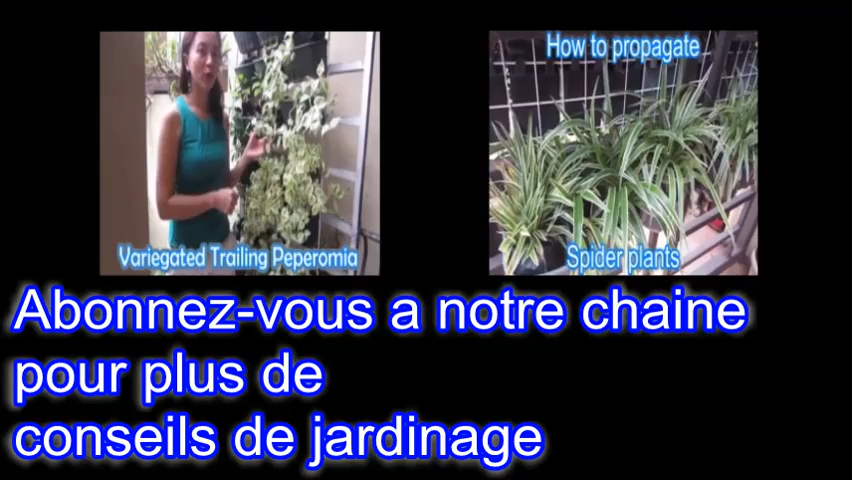 How to propagate
Variegated Trailing Peperomia
Spider plants
Abonnez-vous a notre chaine
pour plus de
conseils de jardinage